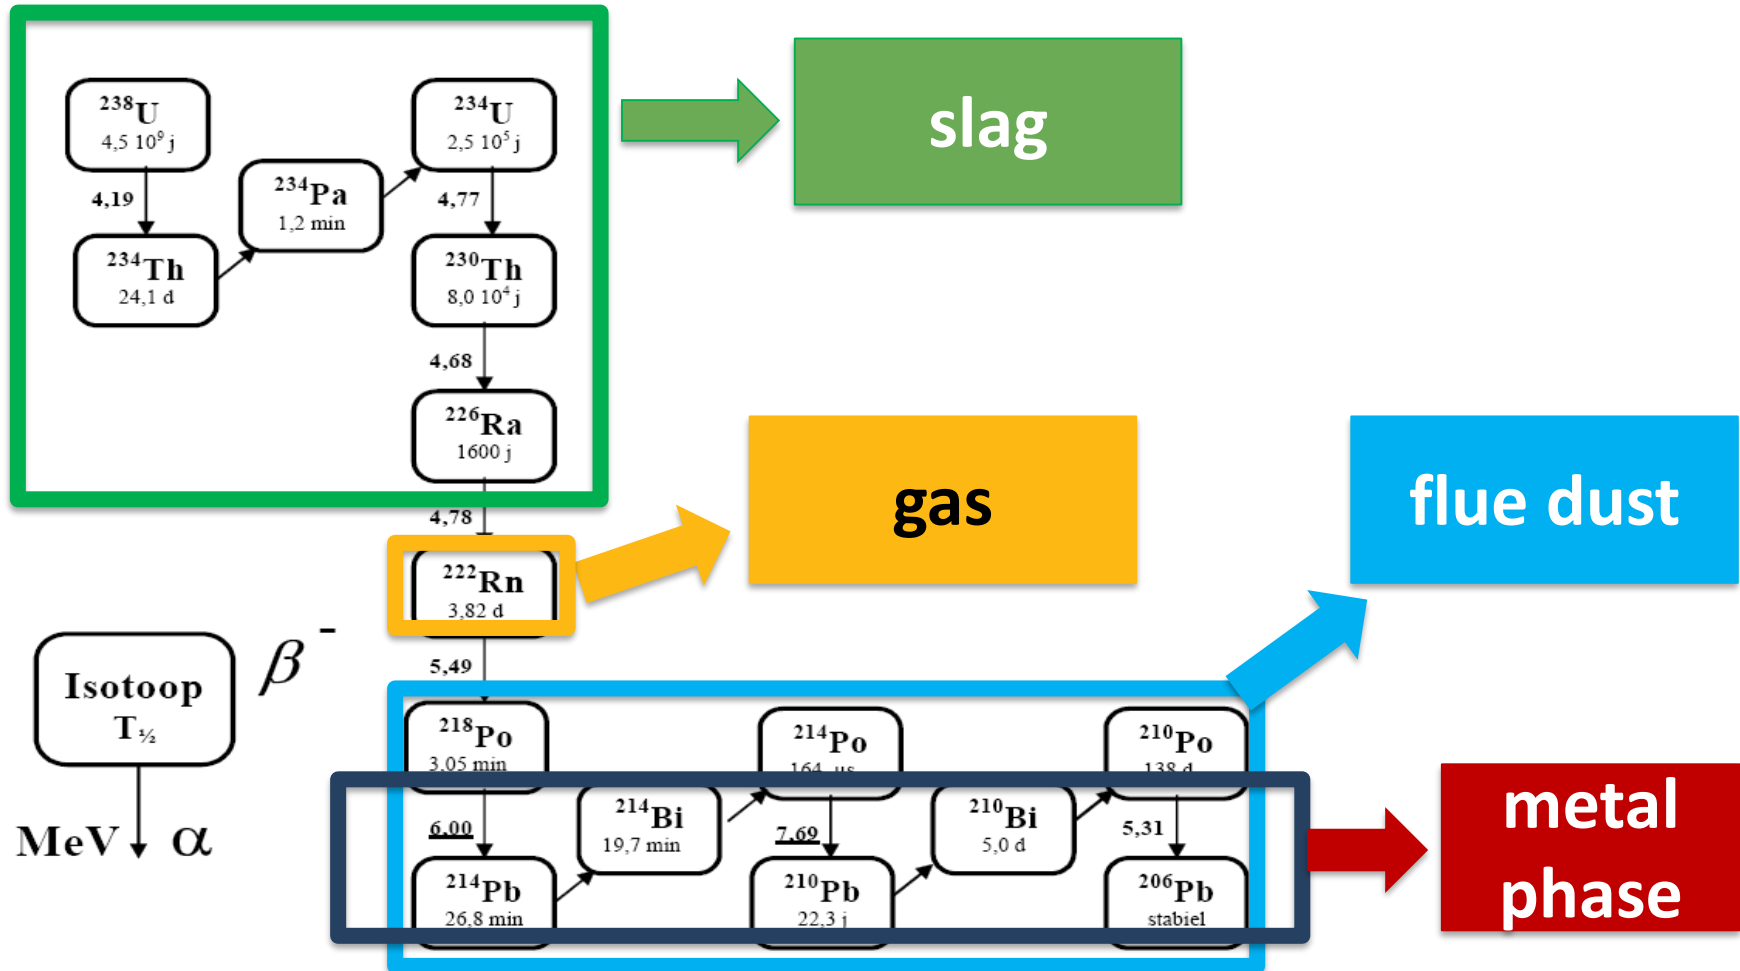 slag
²³⁸U
4,5 10⁹ j
²³⁴U
2,5 10⁵ j
4,19
²³⁴Pa
1,2 min
4,77
²³⁴Th
24,1 d
²³⁰Th
8,0 10⁴ j
4,68
²²⁶Ra
1600 j
4,78
gas
flue dust
²²²Rn
3,82 d
Isotoop
T½
β⁻
MeV α
5,49
²¹⁸Po
3,05 min
²¹⁴Po
164 µs
²¹⁰Po
138 d
6,00
²¹⁴Bi
19,7 min
7,69
²¹⁰Bi
5,0 d
5,31
²¹⁴Pb
26,8 min
²¹⁰Pb
22,3 j
²⁰⁶Pb
stabiel
metal
phase